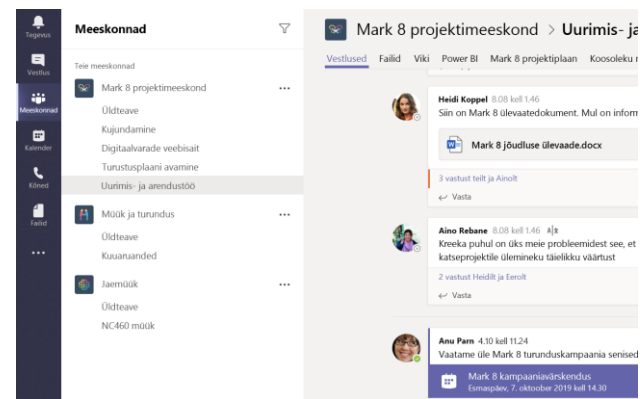 Tegevus
Vestlus
Meeskonnad
Kalender
Kõned
Failid
Meeskonnad
Teie meeskonnad
Mark 8 projektimeeskond
Üldteave
Kujundamine
Digitaalvarade veebisait
Turustusplaani avamine
Uurimis- ja arendustöö
Müük ja turundus
Üldteave
Kuuaruanded
Jaemüük
Üldteave
NC460 müük
Mark 8 projektimeeskond > Uurimis- ja
Vestlused Failid Viki Power BI Mark 8 projektiplaan Koosoleku
Heidi Koppel 8.08 kell 1.46
Siin on Mark 8 ülevaatedokument. Mul on inform
Mark 8 jõudluse ülevaade.docx
3 vastust teilt ja Ainolt
Vasta
Aino Rebane 8.08 kell 1.46
Kreeka puhul on üks meie probleemidest see, et
katseprojektile ülemineku täielikku väärtust
2 vastust Heidilt ja Eerolt
Vasta
Anu Parn 4.10 kell 11.24
Vaatame üle Mark 8 turunduskampaania senised
Mark 8 kampaaniavärskendus
Esmaspäev, 7. oktoober 2019 kell 14.30